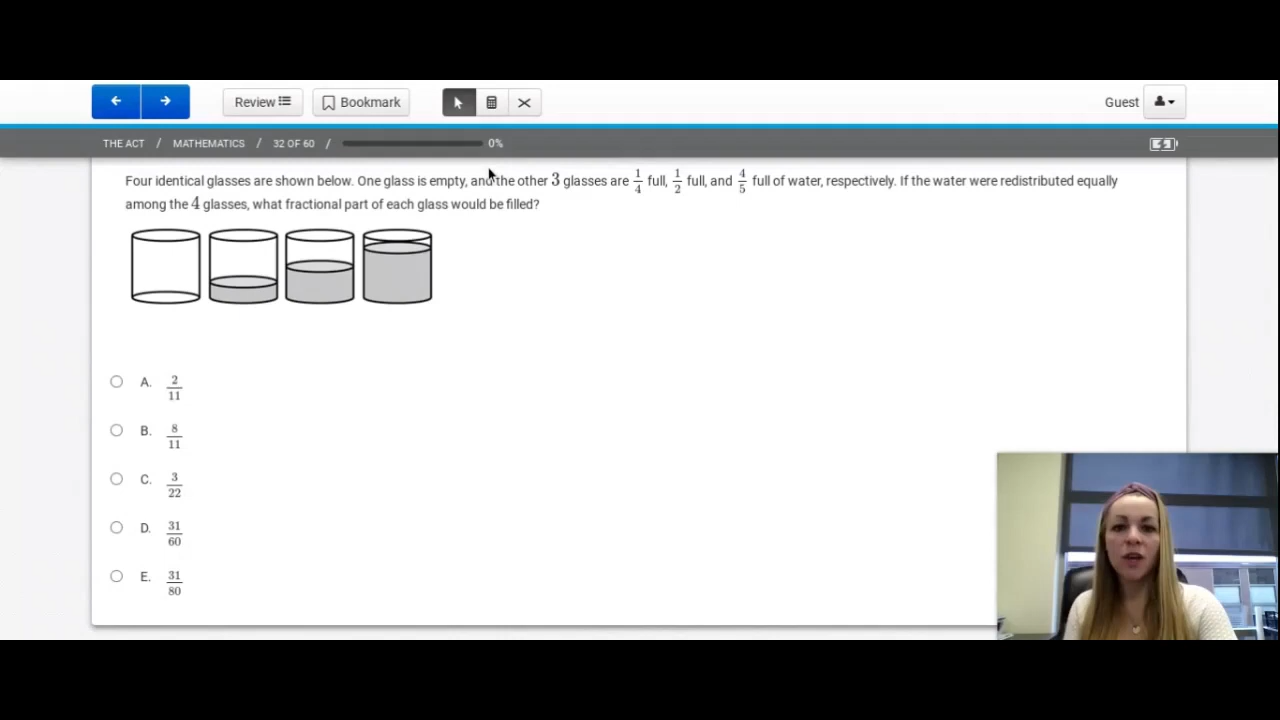 Review Bookmark Guest
THE ACT / MATHEMATICS / 32 OF 60 / 0%
Four identical glasses are shown below. One glass is empty, and the other 3 glasses are 1/4 full, 1/2 full, and 4/5 full of water, respectively. If the water were redistributed equally
among the 4 glasses, what fractional part of each glass would be filled?
A. 2/11
B. 8/11
C. 3/22
D. 31/60
E. 31/80